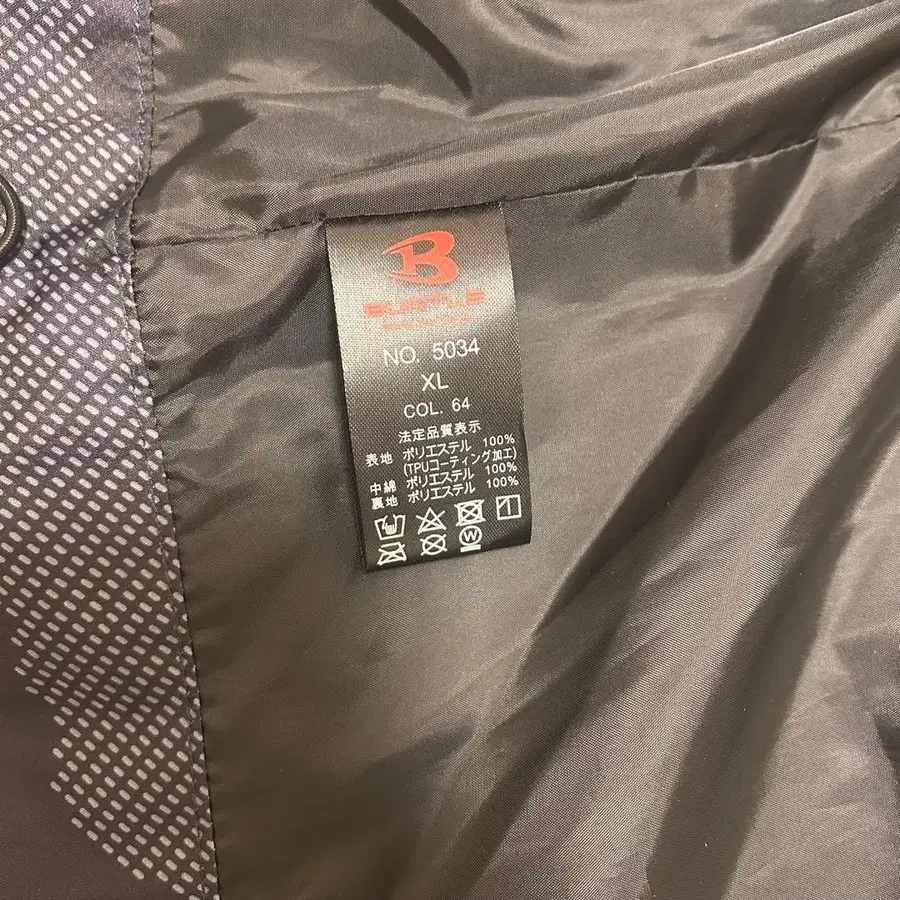 BURTLE
NO. 5034
XL
COL. 64
法定品質表示
表地 ポリエステル 100%
(TPUコーティング加工)
中綿 ポリエステル 100%
裏地 ポリエステル 100%
W